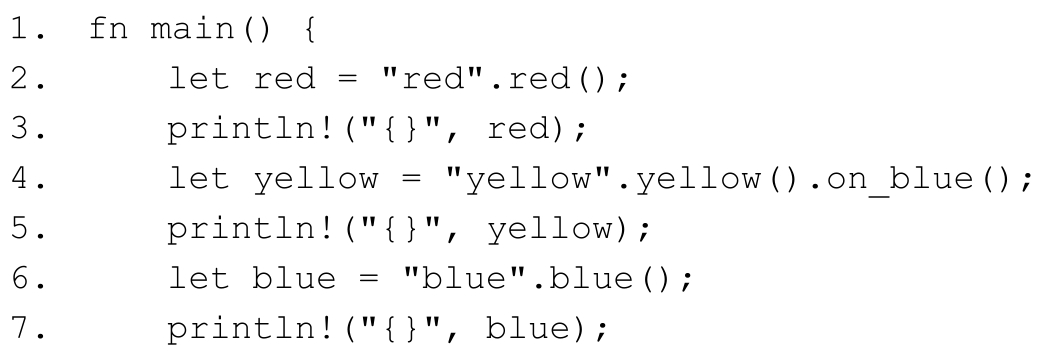 1. fn main() {
2.     let red = "red".red();
3.     println!("{}", red);
4.     let yellow = "yellow".yellow().on_blue();
5.     println!("{}", yellow);
6.     let blue = "blue".blue();
7.     println!("{}", blue);